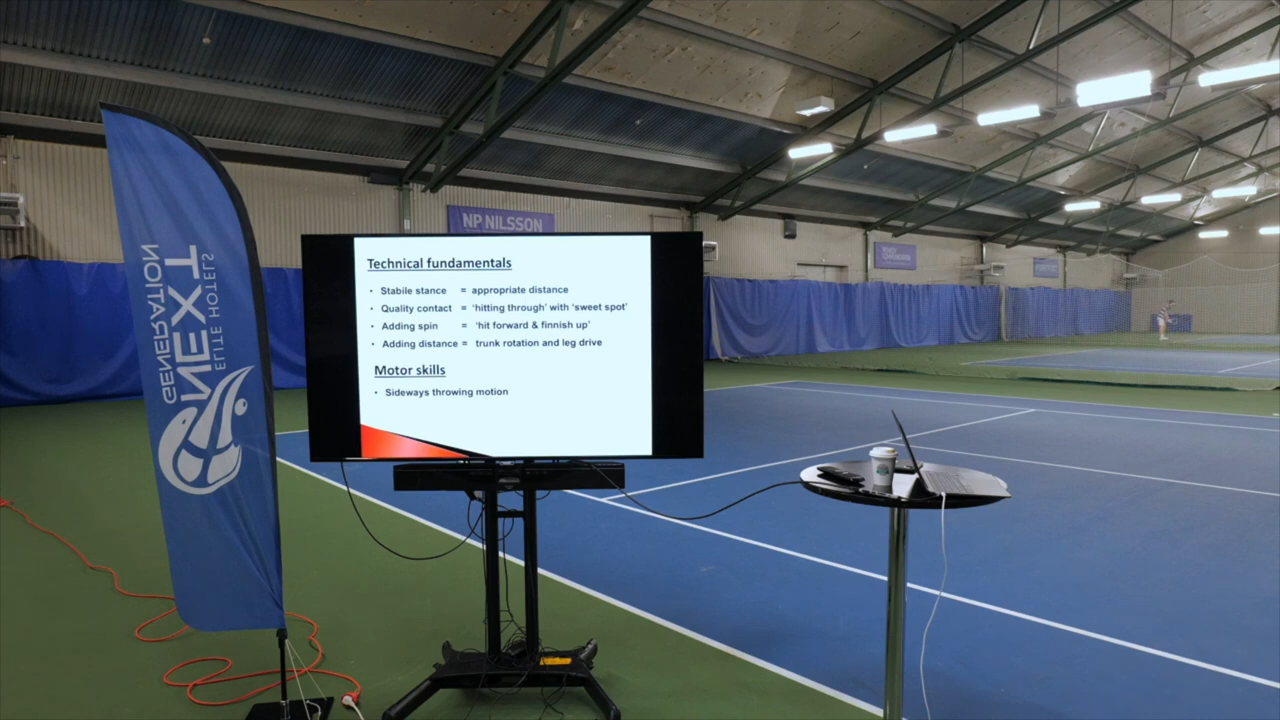 GENERATION
NEXT
ELITE HOTELS
NP NILSSON
Technical fundamentals
• Stabile stance = appropriate distance
• Quality contact = ‘hitting through’ with ‘sweet spot’
• Adding spin = ‘hit forward & finnish up’
• Adding distance = trunk rotation and leg drive
Motor skills
• Sideways throwing motion